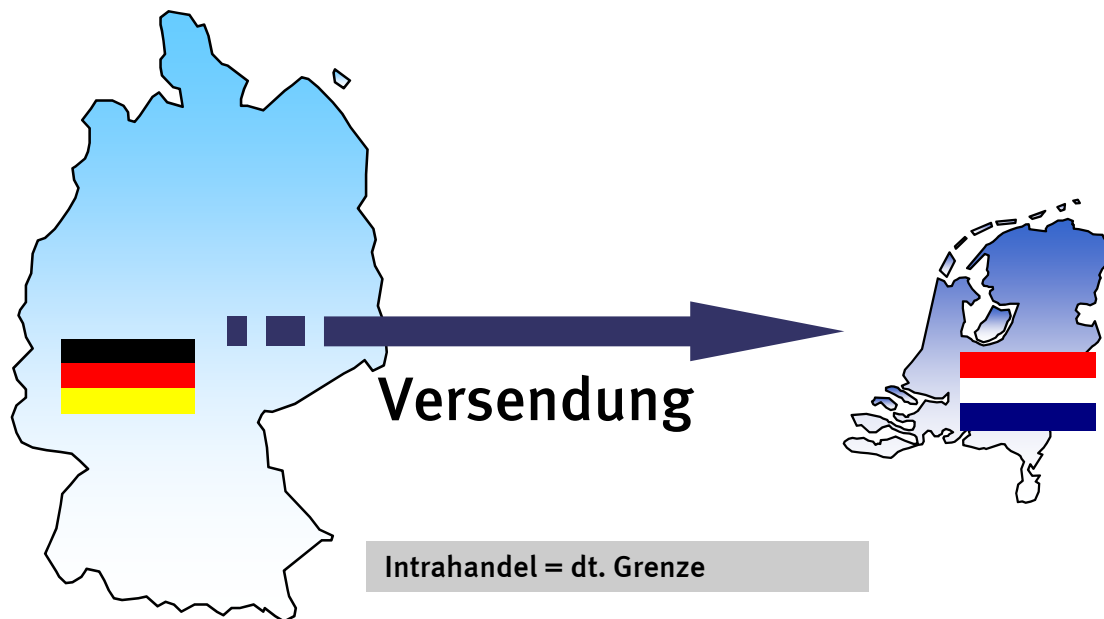 Versendung
Intrahandel = dt. Grenze